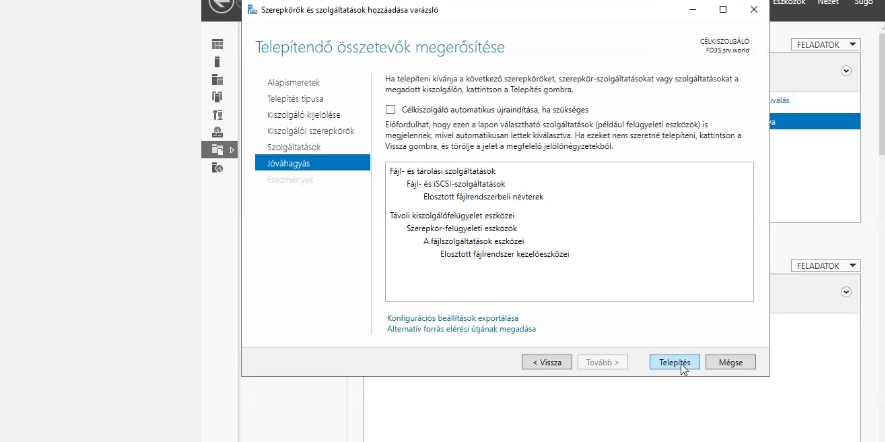 Szerepkörök és szolgáltatások hozzáadása varázsló
Eszközök Nézet Súgó
Telepítendő összetevők megerősítése
CÉLKISZOLGÁLÓ
FD3S.srv.world
FELADATOK
Alapismeretek
Telepítés típusa
Kiszolgáló kijelölése
Kiszolgálói szerepkörök
Szolgáltatások
Jóváhagyás
Eredmények
Ha telepíteni kívánja a következő szerepköröket, szerepkör-szolgáltatásokat vagy szolgáltatásokat a
megadott kiszolgálón, kattintson a Telepítés gombra.
Célkiszolgáló automatikus újraindítása, ha szükséges
Előfordulhat, hogy ezen a lapon választható szolgáltatások (például felügyeleti eszközök) is
megjelennek, mivel automatikusan lettek kiválasztva. Ha ezeket nem szeretné telepíteni, kattintson a
Vissza gombra, és törölje a jelet a megfelelő jelölőnégyzetekből.
Fájl- és tárolási szolgáltatások
Fájl- és iSCSI-szolgáltatások
Elosztott fájlrendszerbeli névterek
Távoli kiszolgálófelügyelet eszközei
Szerepkör-felügyeleti eszközök
A fájlszolgáltatások eszközei
Elosztott fájlrendszer kezelőeszközei
Konfigurációs beállítások exportálása
Alternatív forrás elérési útjának megadása
< Vissza
Tovább >
Telepítés
Mégse
FELADATOK